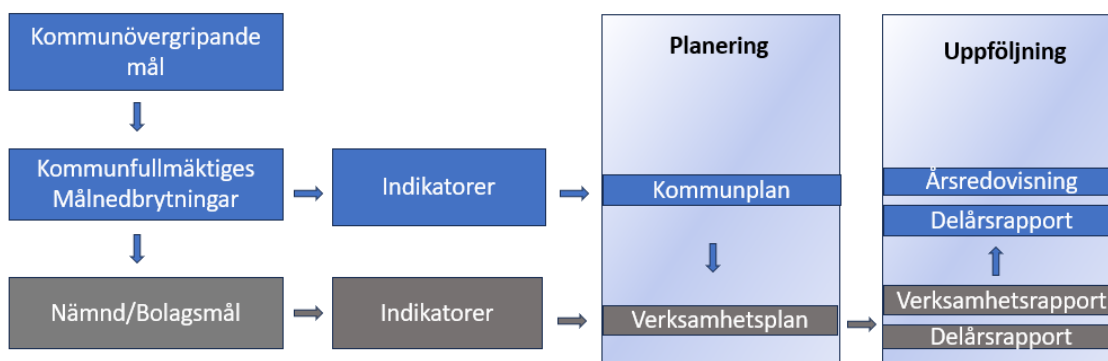 Kommunövergripande
mål
Kommunfullmäktiges
Målnedbrytningar
Nämnd/Bolagsmål
Indikatorer
Indikatorer
Planering
Kommunplan
Verksamhetsplan
Uppföljning
Årsredovisning
Delårsrapport
Verksamhetsrapport
Delårsrapport